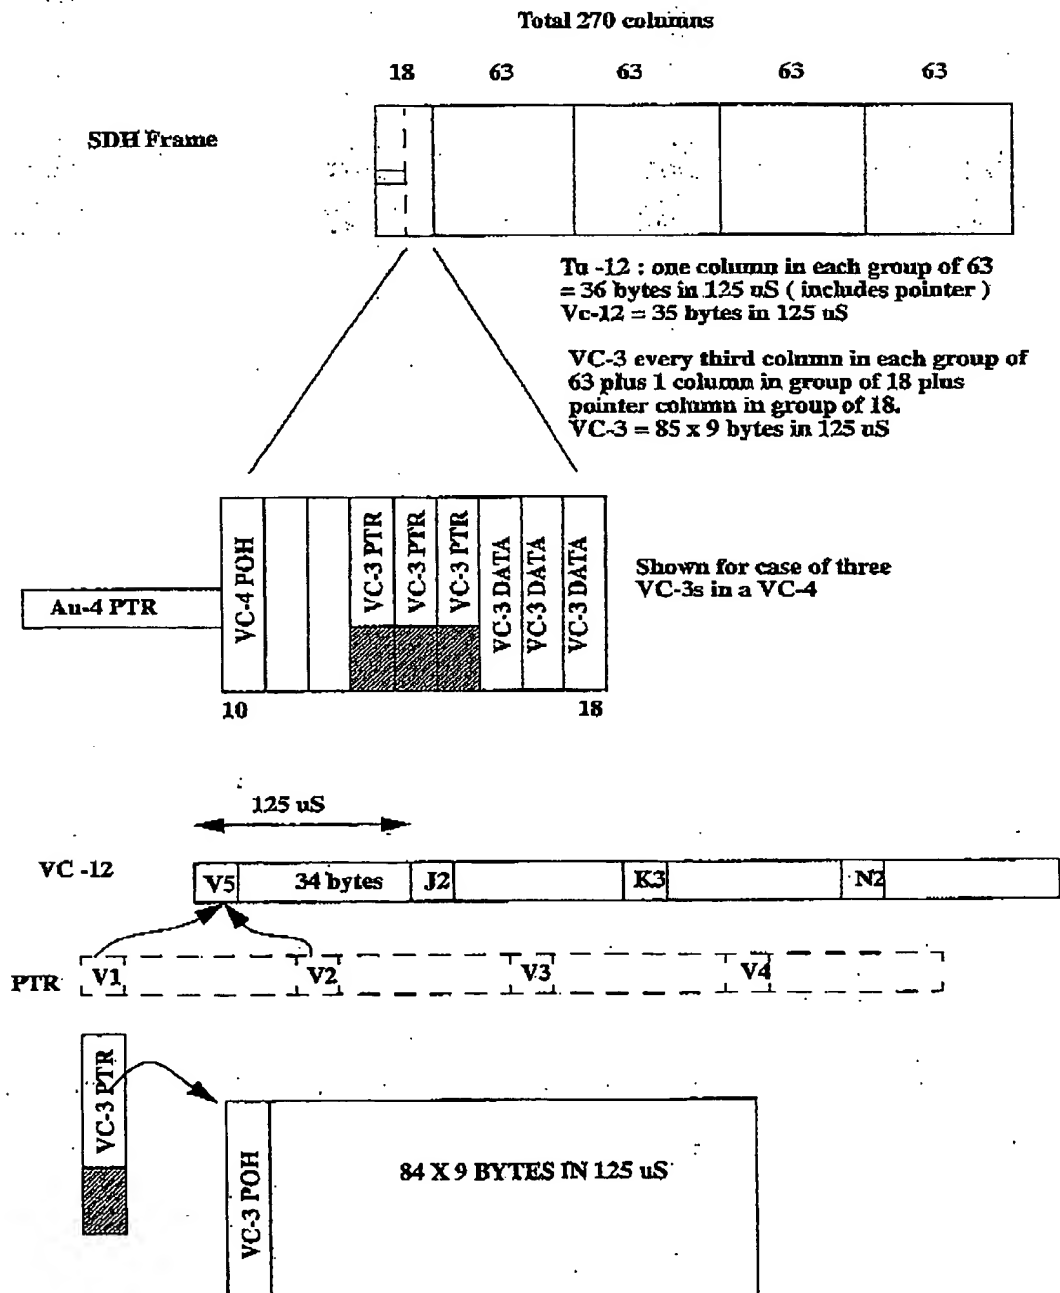 Total 270 columns
18 63 63 63 63
SDH Frame
Tu -12 : one column in each group of 63
= 36 bytes in 125 uS ( includes pointer )
Vc-12 = 35 bytes in 125 uS
VC-3 every third column in each group of
63 plus 1 column in group of 18 plus
pointer column in group of 18.
VC-3 = 85 x 9 bytes in 125 uS
Au-4 PTR
VC-4 POH
VC-3 PTR
VC-3 PTR
VC-3 PTR
VC-3 DATA
VC-3 DATA
VC-3 DATA
Shown for case of three
VC-3s in a VC-4
10 18
125 uS
VC -12
V5 34 bytes J2 K3 N2
PTR V1 V2 V3 V4
VC-3 PTR
VC-3 POH
84 X 9 BYTES IN 125 uS